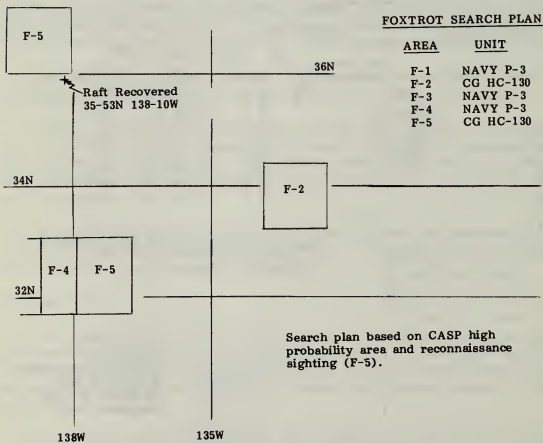 FOXTROT SEARCH PLAN
AREA UNIT
F-1 NAVY P-3
F-2 CG HC-130
F-3 NAVY P-3
F-4 NAVY P-3
F-5 CG HC-130
F-5
36N
Raft Recovered
35-53N 138-10W
34N
F-2
F-4 F-5
32N
Search plan based on CASP high
probability area and reconnaissance
sighting (F-5).
138W 135W